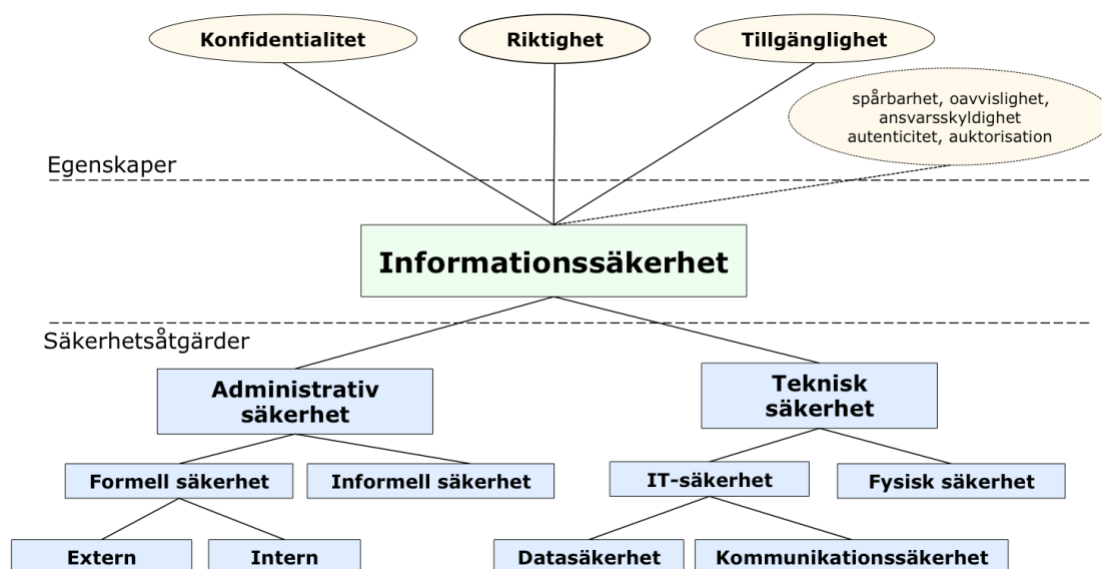 Konfidentialitet
Riktighet
Tillgänglighet
spårbarhet, oavvislighet,
ansvarsskyldighet
autenticitet, auktorisation
Egenskaper
Informationssäkerhet
Säkerhetsåtgärder
Administrativ
säkerhet
Teknisk
säkerhet
Formell säkerhet
Informell säkerhet
IT-säkerhet
Fysisk säkerhet
Extern
Intern
Datasäkerhet
Kommunikationssäkerhet